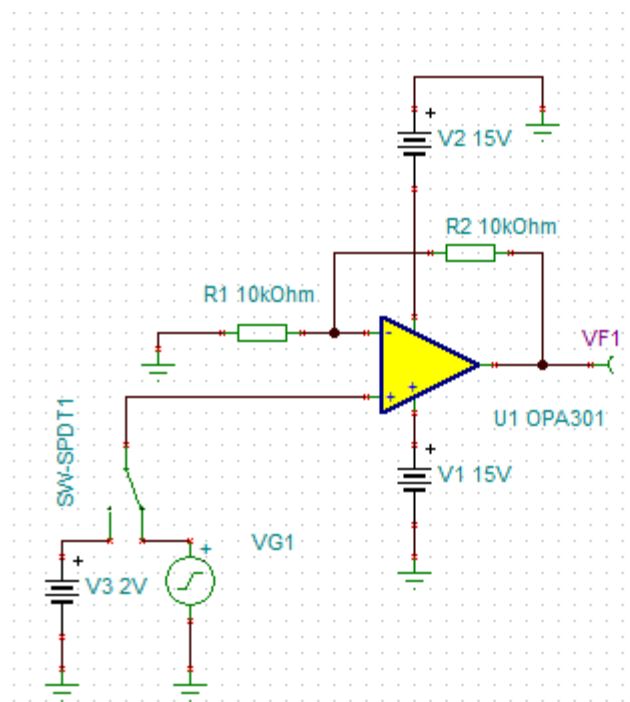 V2 15V
R2 10kOhm
R1 10kOhm
VF1
U1 OPA301
SW-SPDT1
V1 15V
VG1
V3 2V